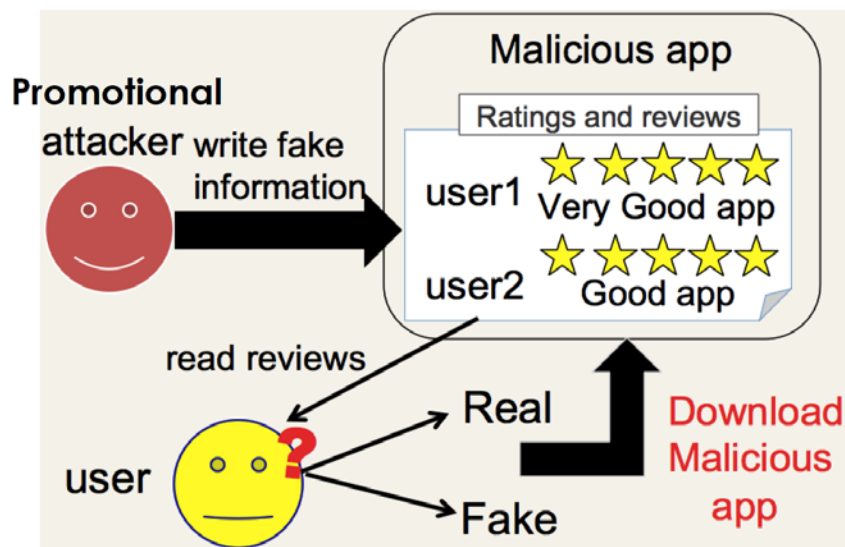 Malicious app
Promotional
attacker
write fake
information
Ratings and reviews
user1
Very Good app
user2
Good app
read reviews
user
?
Real
Fake
Download
Malicious
app